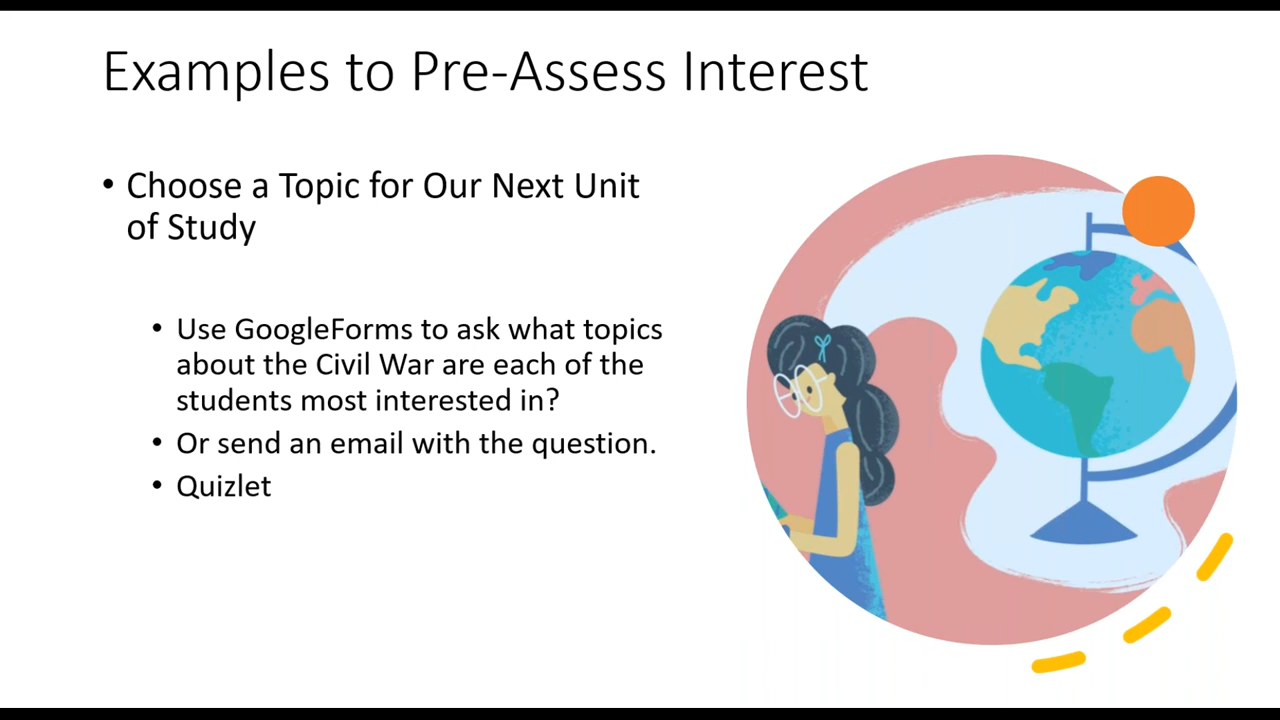 Examples to Pre-Assess Interest
• Choose a Topic for Our Next Unit
of Study
• Use GoogleForms to ask what topics
about the Civil War are each of the
students most interested in?
• Or send an email with the question.
• Quizlet